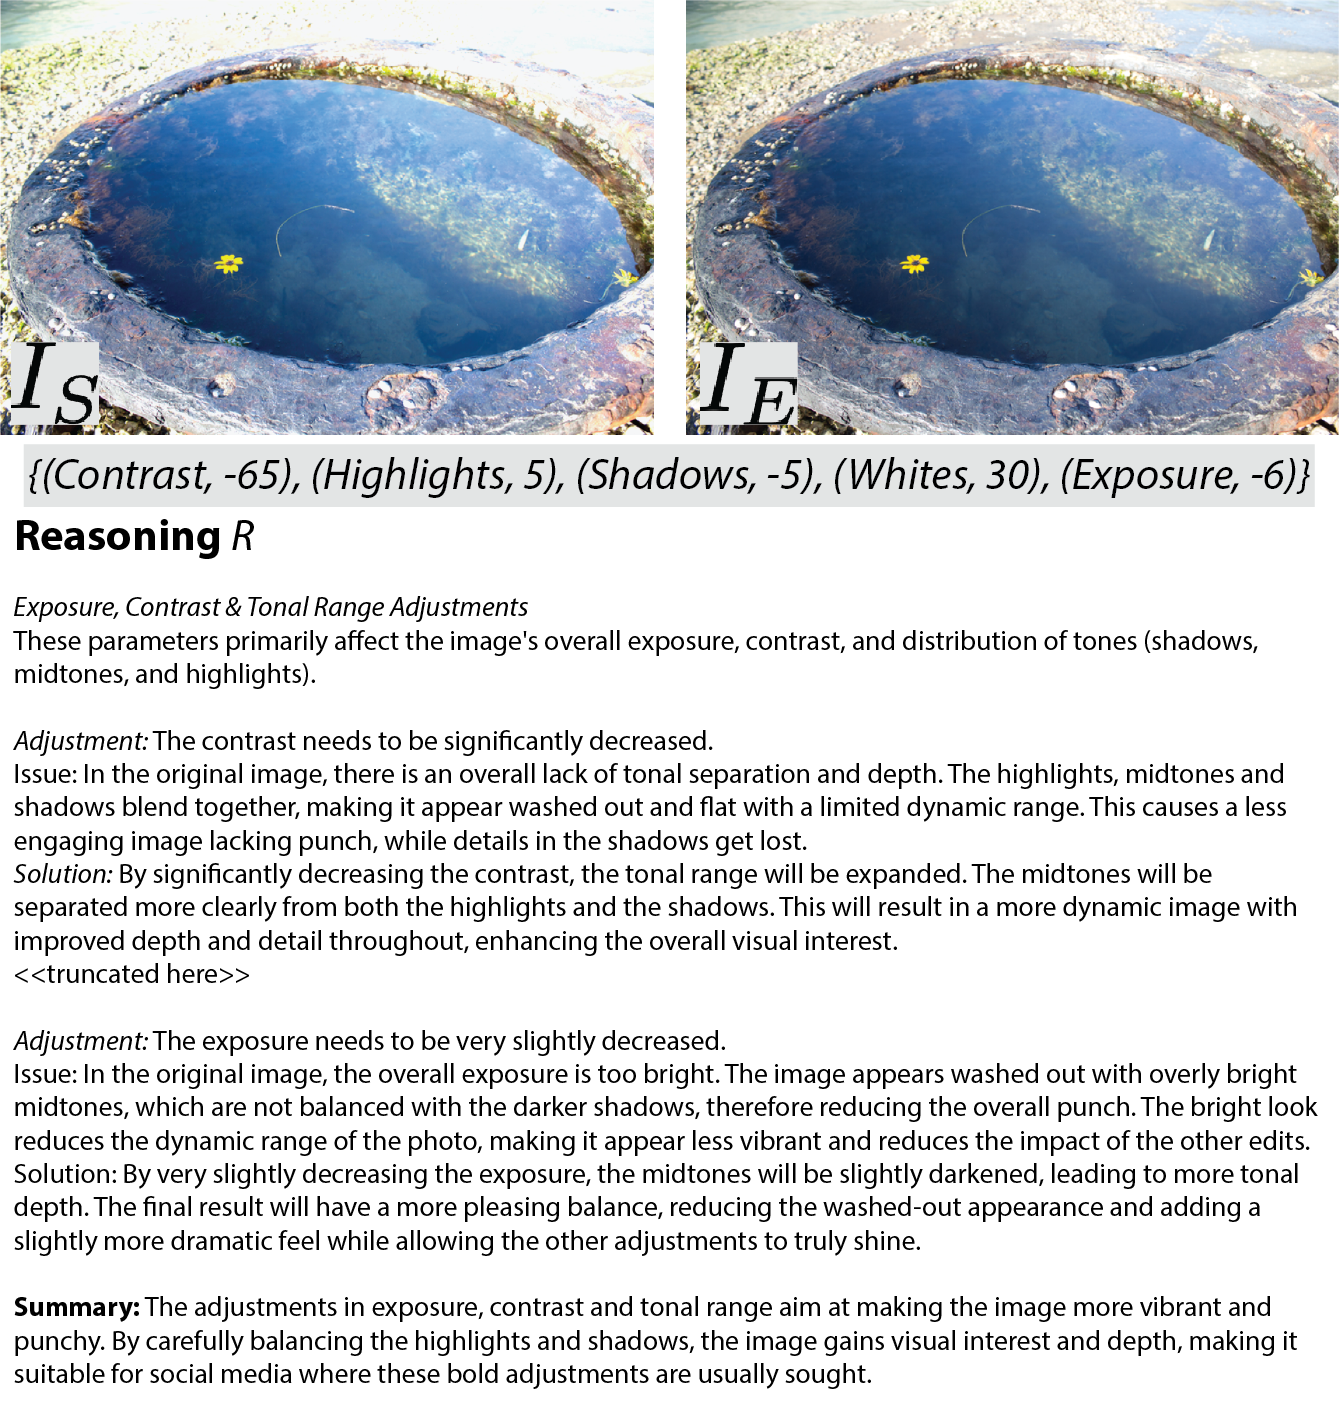 I_S
I_E
{(Contrast, -65), (Highlights, 5), (Shadows, -5), (Whites, 30), (Exposure, -6)}
Reasoning R
Exposure, Contrast & Tonal Range Adjustments
These parameters primarily affect the image's overall exposure, contrast, and distribution of tones (shadows,
midtones, and highlights).
Adjustment: The contrast needs to be significantly decreased.
Issue: In the original image, there is an overall lack of tonal separation and depth. The highlights, midtones and
shadows blend together, making it appear washed out and flat with a limited dynamic range. This causes a less
engaging image lacking punch, while details in the shadows get lost.
Solution: By significantly decreasing the contrast, the tonal range will be expanded. The midtones will be
separated more clearly from both the highlights and the shadows. This will result in a more dynamic image with
improved depth and detail throughout, enhancing the overall visual interest.
<<truncated here>>
Adjustment: The exposure needs to be very slightly decreased.
Issue: In the original image, the overall exposure is too bright. The image appears washed out with overly bright
midtones, which are not balanced with the darker shadows, therefore reducing the overall punch. The bright look
reduces the dynamic range of the photo, making it appear less vibrant and reduces the impact of the other edits.
Solution: By very slightly decreasing the exposure, the midtones will be slightly darkened, leading to more tonal
depth. The final result will have a more pleasing balance, reducing the washed-out appearance and adding a
slightly more dramatic feel while allowing the other adjustments to truly shine.
Summary: The adjustments in exposure, contrast and tonal range aim at making the image more vibrant and
punchy. By carefully balancing the highlights and shadows, the image gains visual interest and depth, making it
suitable for social media where these bold adjustments are usually sought.